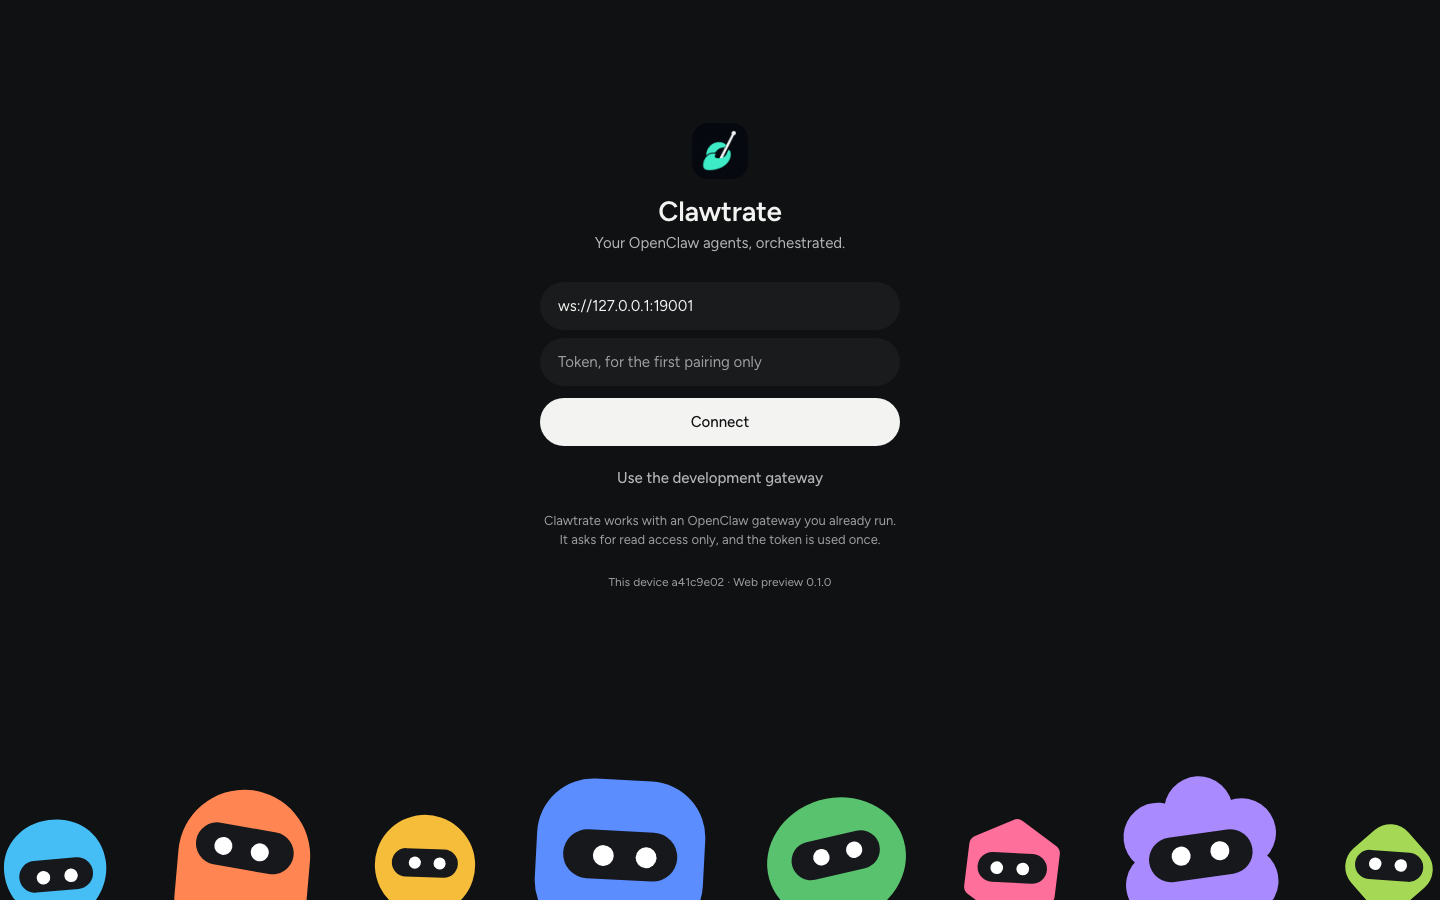 Clawtrate
Your OpenClaw agents, orchestrated.
ws://127.0.0.1:19001
Token, for the first pairing only
Connect
Use the development gateway
Clawtrate works with an OpenClaw gateway you already run.
It asks for read access only, and the token is used once.
This device a41c9e02 · Web preview 0.1.0